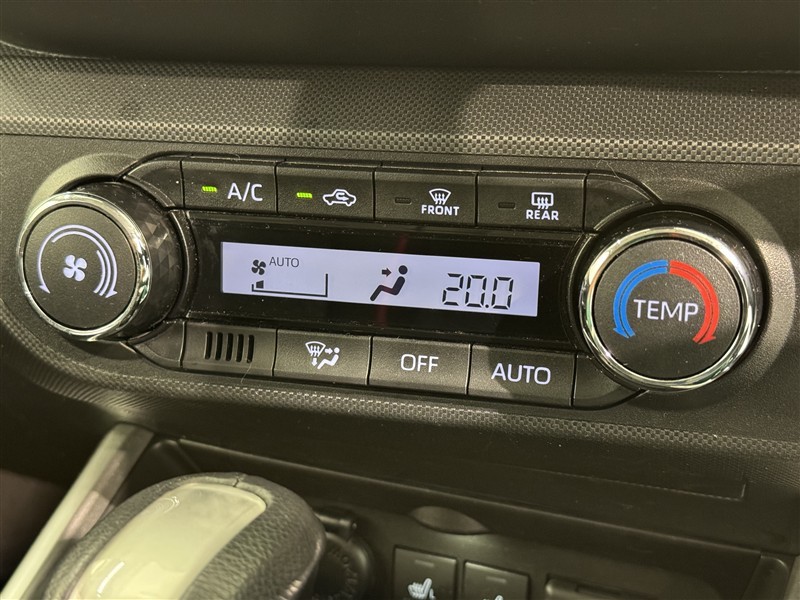 A/C
FRONT
REAR
AUTO
20.0
TEMP
OFF
AUTO